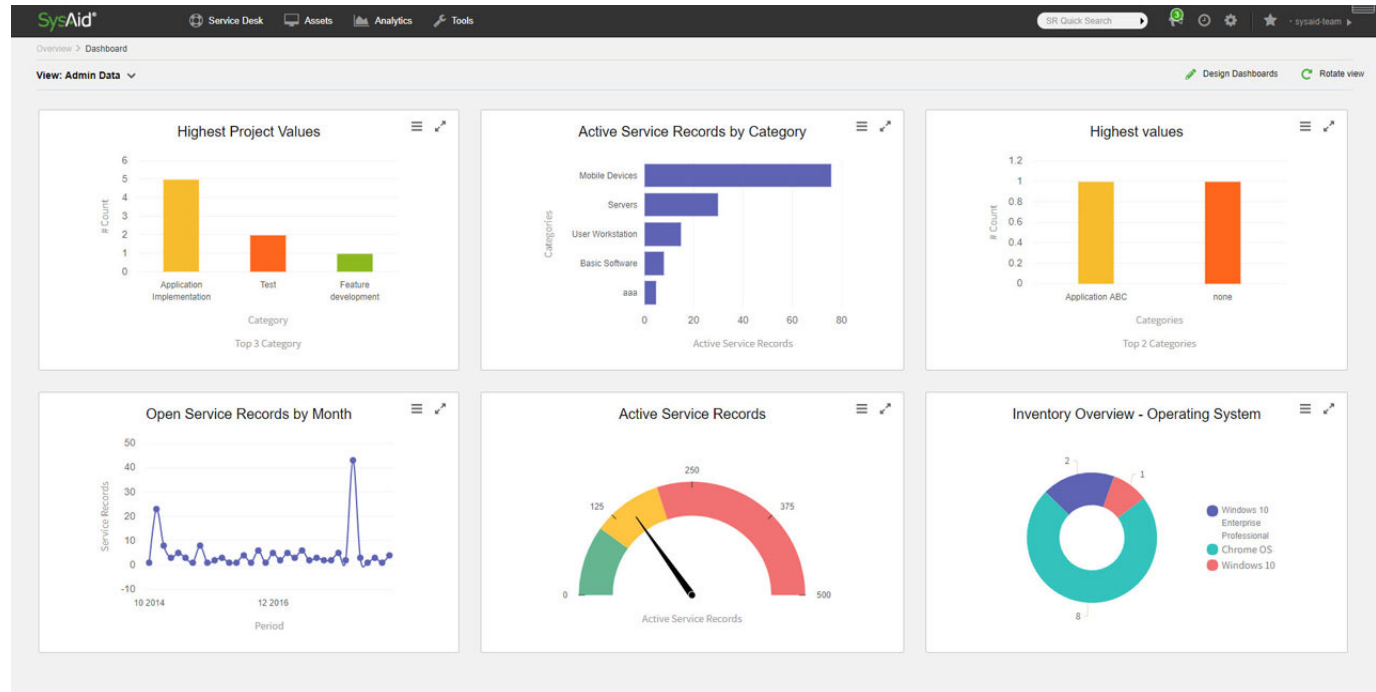 SysAid®
Service Desk
Assets
Analytics
Tools
SR Quick Search
3
- sysaid-team
Overview > Dashboard
View: Admin Data
Design Dashboards
Rotate view
Highest Project Values
6
5
4
3
2
1
0
# Count
Application
Implementation
Test
Feature
development
Category
Top 3 Category
Active Service Records by Category
Categories
Mobile Devices
Servers
User Workstation
Basic Software
aaa
0 20 40 60 80
Active Service Records
Highest values
1.2
1
0.8
0.6
0.4
0.2
0
# Count
Application ABC
none
Categories
Top 2 Categories
Open Service Records by Month
50
40
30
20
10
0
-10
Service Records
10 2014 12 2016
Period
Active Service Records
0
125
250
375
500
Active Service Records
Inventory Overview - Operating System
2
1
8
Windows 10
Enterprise
Professional
Chrome OS
Windows 10